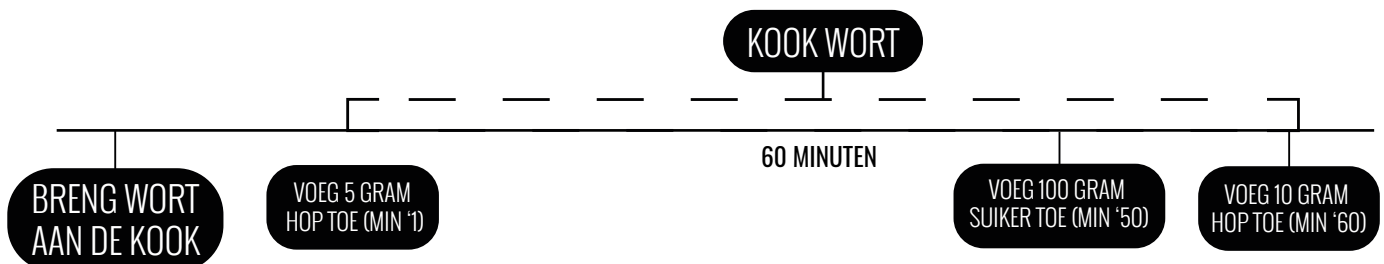 KOOK WORT
60 MINUTEN
BRENG WORT
AAN DE KOOK
VOEG 5 GRAM
HOP TOE (MIN ‘1)
VOEG 100 GRAM
SUIKER TOE (MIN ‘50)
VOEG 10 GRAM
HOP TOE (MIN ‘60)